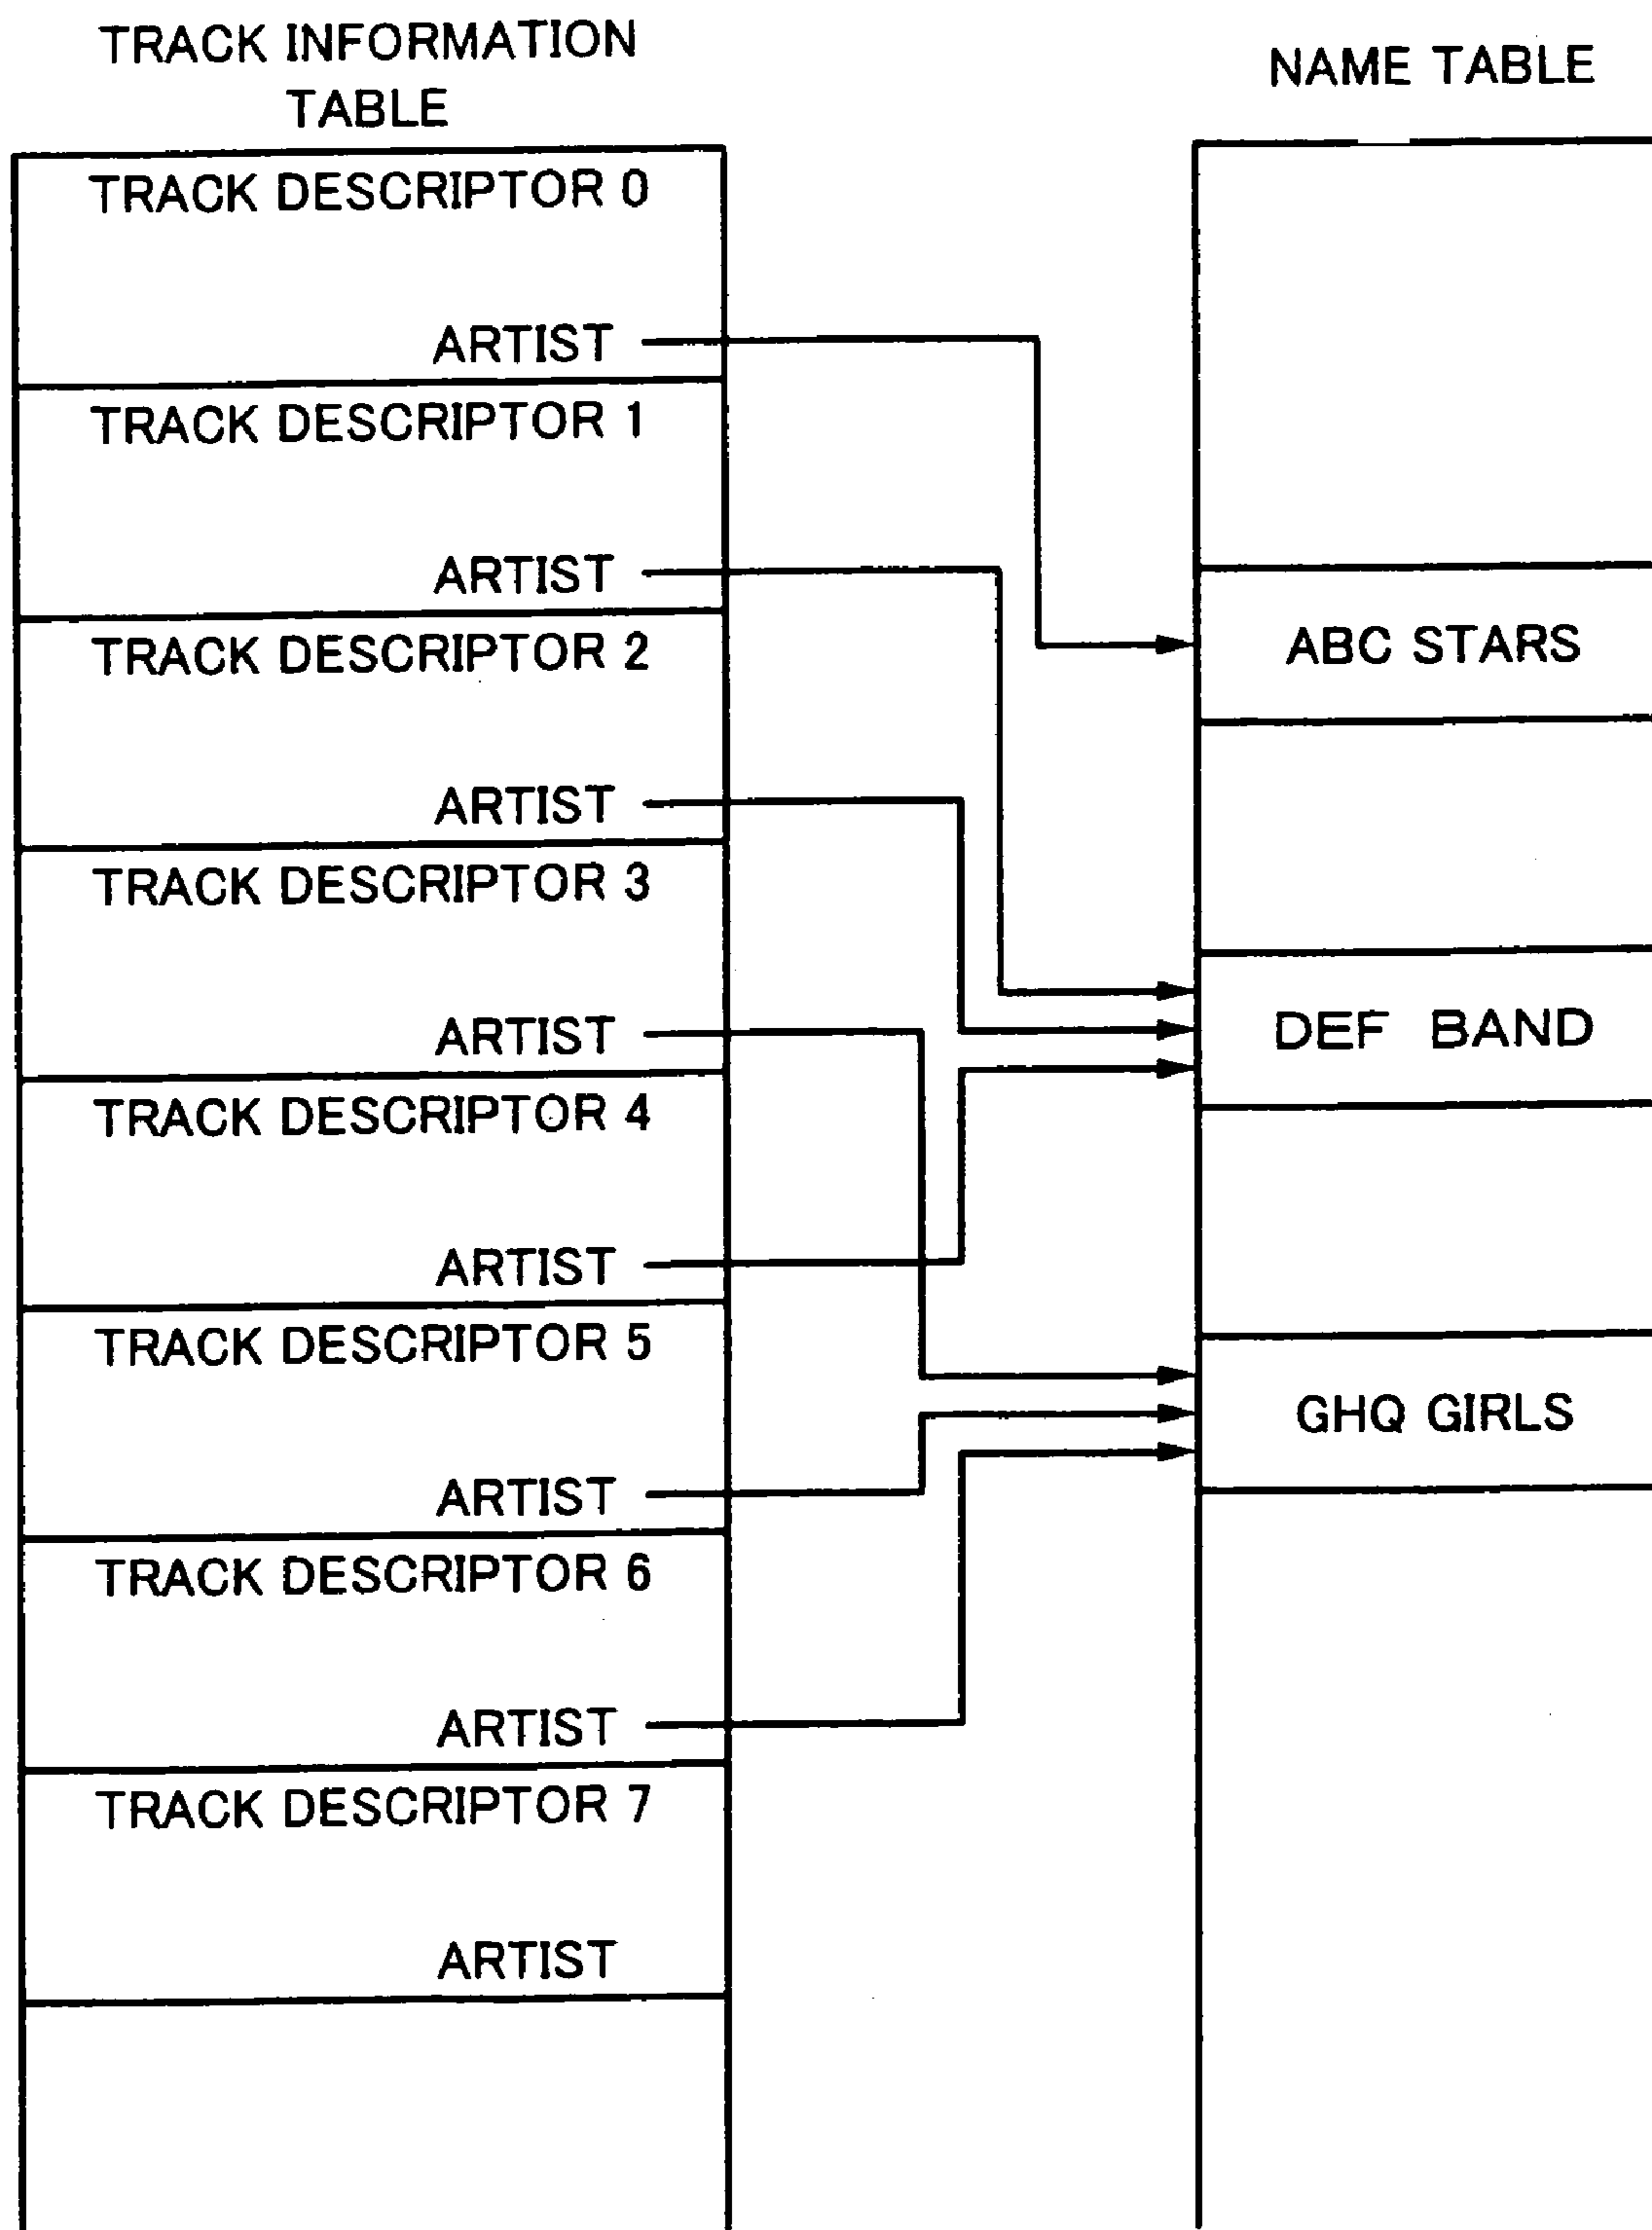 TRACK INFORMATION
TABLE
TRACK DESCRIPTOR 0
ARTIST
TRACK DESCRIPTOR 1
ARTIST
TRACK DESCRIPTOR 2
ARTIST
TRACK DESCRIPTOR 3
ARTIST
TRACK DESCRIPTOR 4
ARTIST
TRACK DESCRIPTOR 5
ARTIST
TRACK DESCRIPTOR 6
ARTIST
TRACK DESCRIPTOR 7
ARTIST
NAME TABLE
ABC STARS
DEF BAND
GHQ GIRLS